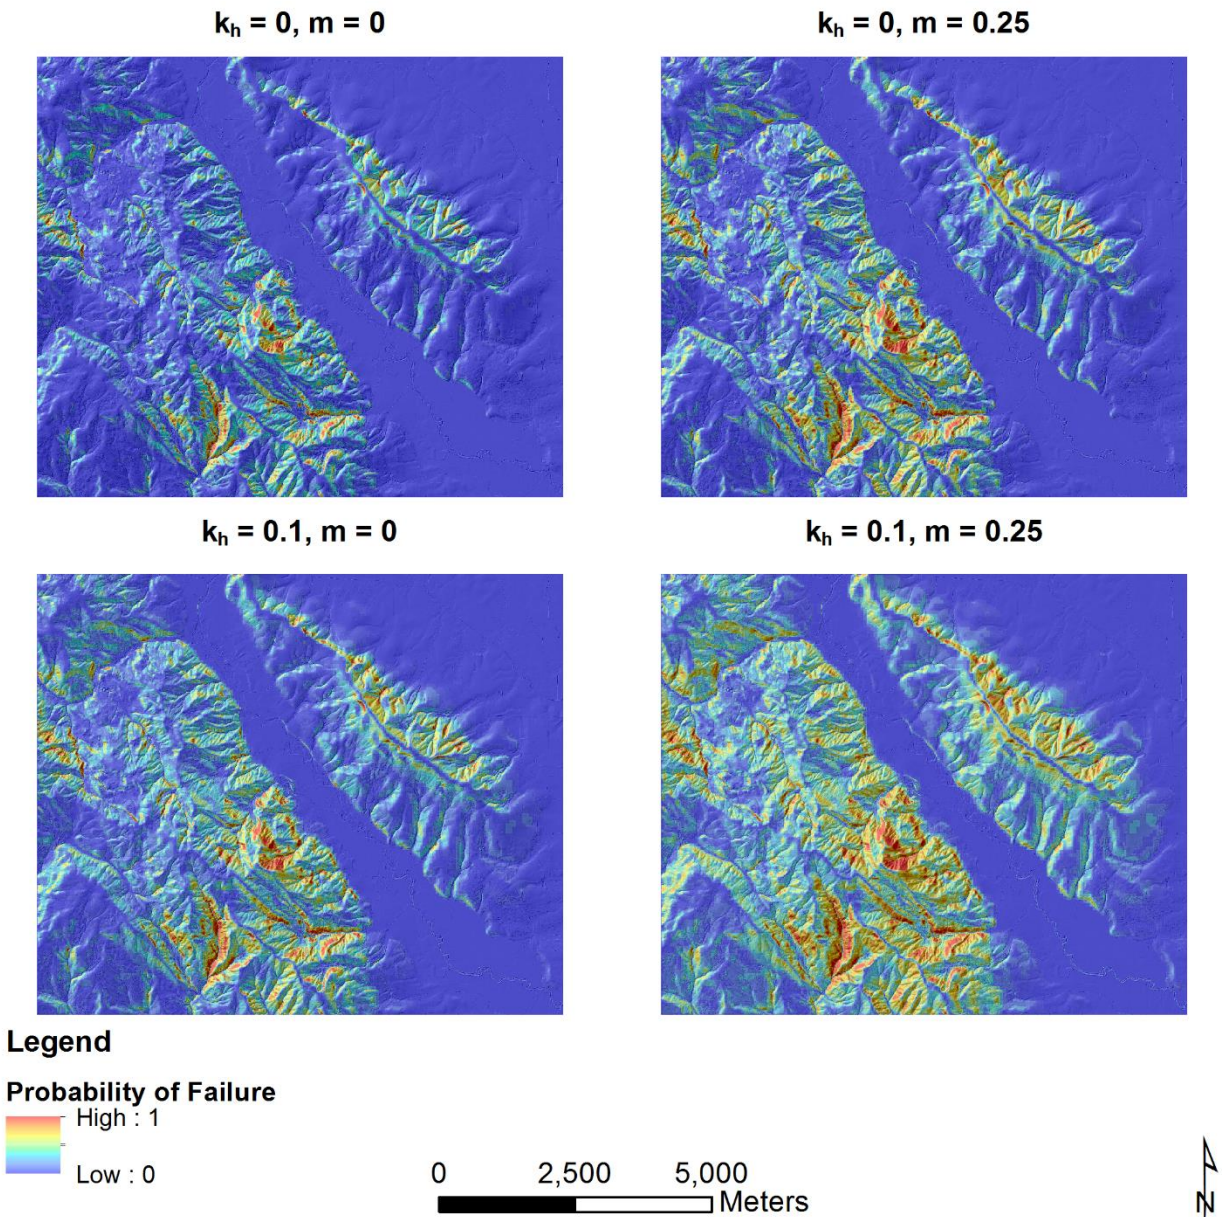 kₕ = 0, m = 0
kₕ = 0, m = 0.25
kₕ = 0.1, m = 0
kₕ = 0.1, m = 0.25
Legend
Probability of Failure
High : 1
Low : 0
0 2,500 5,000
Meters
N